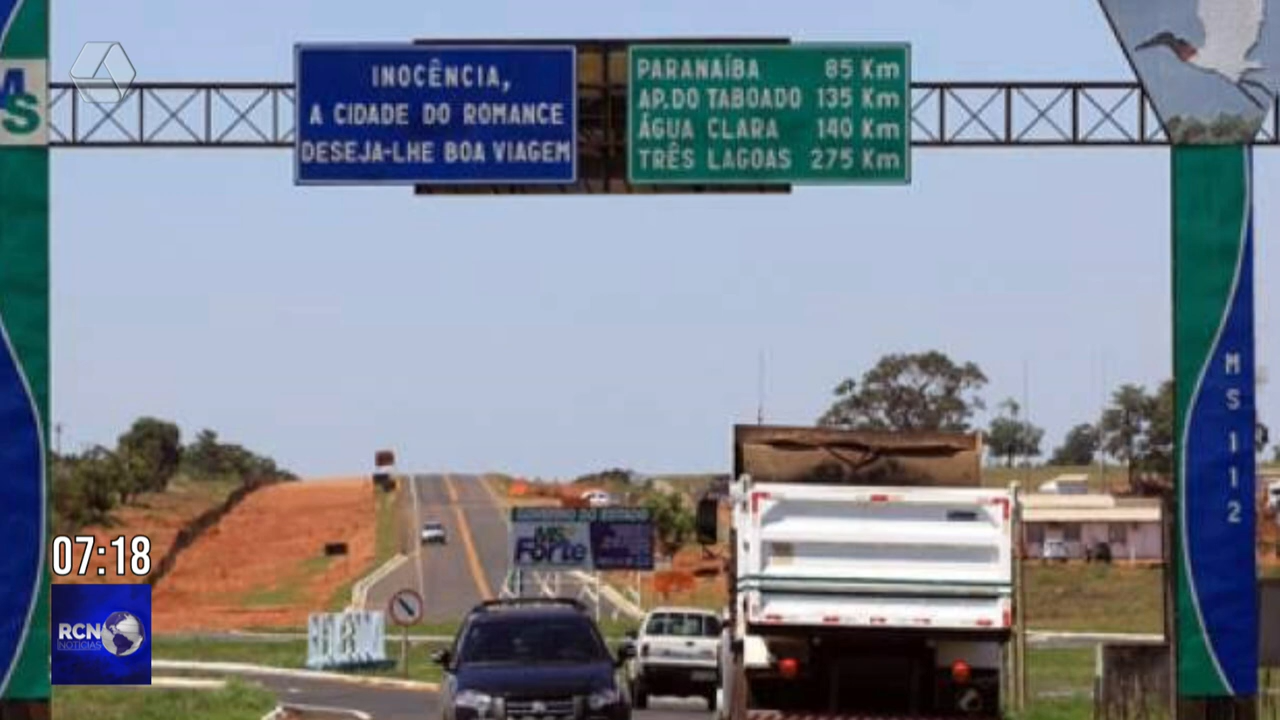 MS
INOCÊNCIA,
A CIDADE DO ROMANCE
DESEJA-LHE BOA VIAGEM
PARANAÍBA 85 Km
AP.DO TABOADO 135 Km
ÁGUA CLARA 140 Km
TRÊS LAGOAS 275 Km
MS 112
MS
Forte
07:18
RCN
NOTÍCIAS